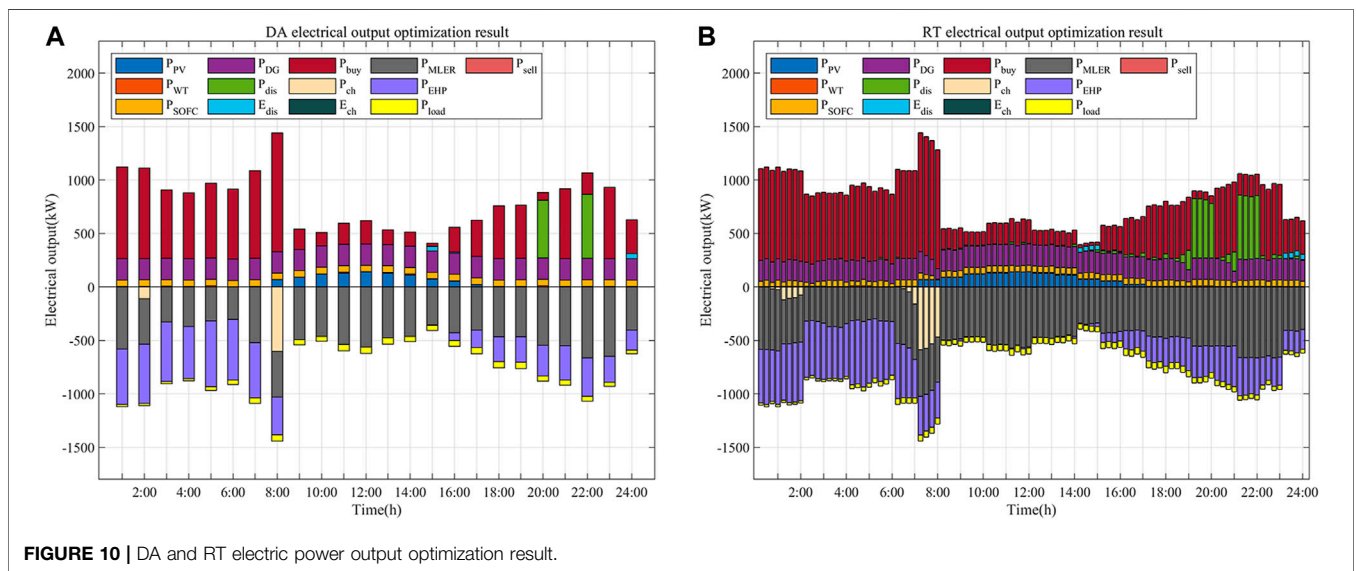 A
DA electrical output optimization result
P_PV P_DG P_buy P_MLER P_sell
P_WT P_dis P_ch P_EHP
P_SOFC E_dis E_ch P_load
2000
1500
1000
500
0
-500
-1000
-1500
Electrical output(kW)
2:00 4:00 6:00 8:00 10:00 12:00 14:00 16:00 18:00 20:00 22:00 24:00
Time(h)
B
RT electrical output optimization result
P_PV P_DG P_buy P_MLER P_sell
P_WT P_dis P_ch P_EHP
P_SOFC E_dis E_ch P_load
2000
1500
1000
500
0
-500
-1000
-1500
Electrical output(kW)
2:00 4:00 6:00 8:00 10:00 12:00 14:00 16:00 18:00 20:00 22:00 24:00
Time(h)
FIGURE 10 | DA and RT electric power output optimization result.